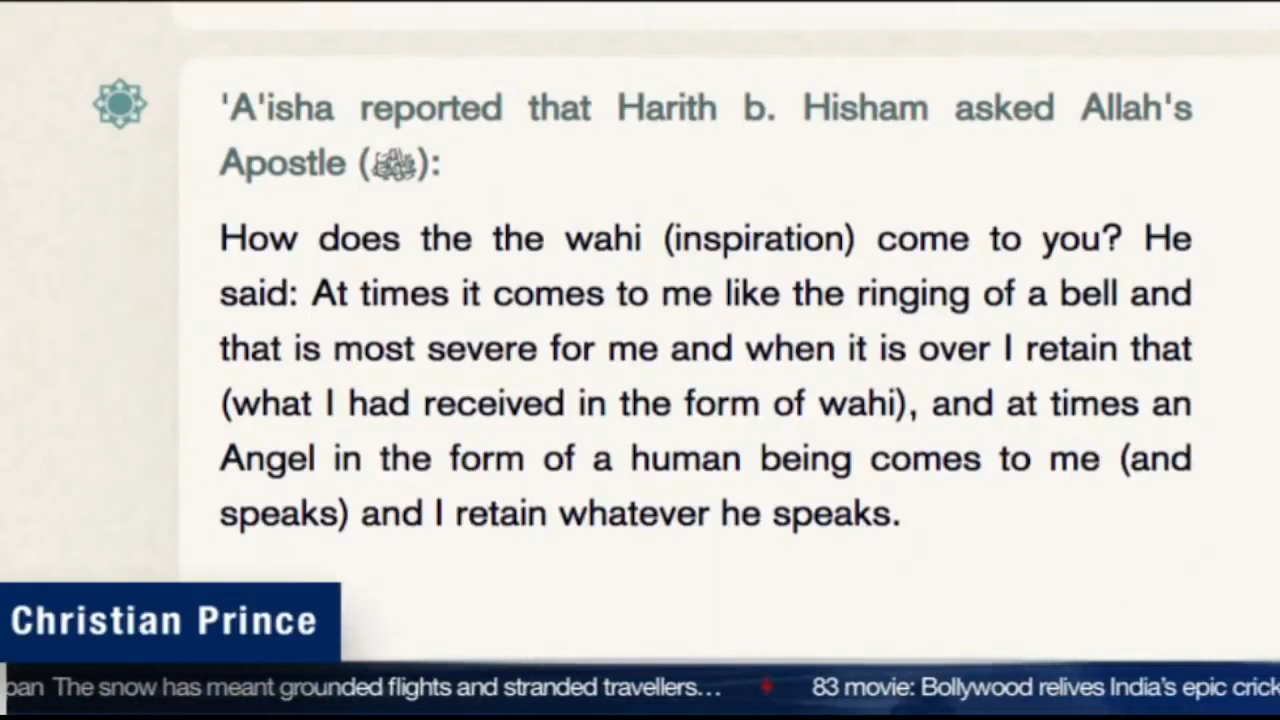 'A'isha reported that Harith b. Hisham asked Allah's
Apostle (ﷺ):
How does the the wahi (inspiration) come to you? He
said: At times it comes to me like the ringing of a bell and
that is most severe for me and when it is over I retain that
(what I had received in the form of wahi), and at times an
Angel in the form of a human being comes to me (and
speaks) and I retain whatever he speaks.
Christian Prince
The snow has meant grounded flights and stranded travellers... 83 movie: Bollywood relives India's epic